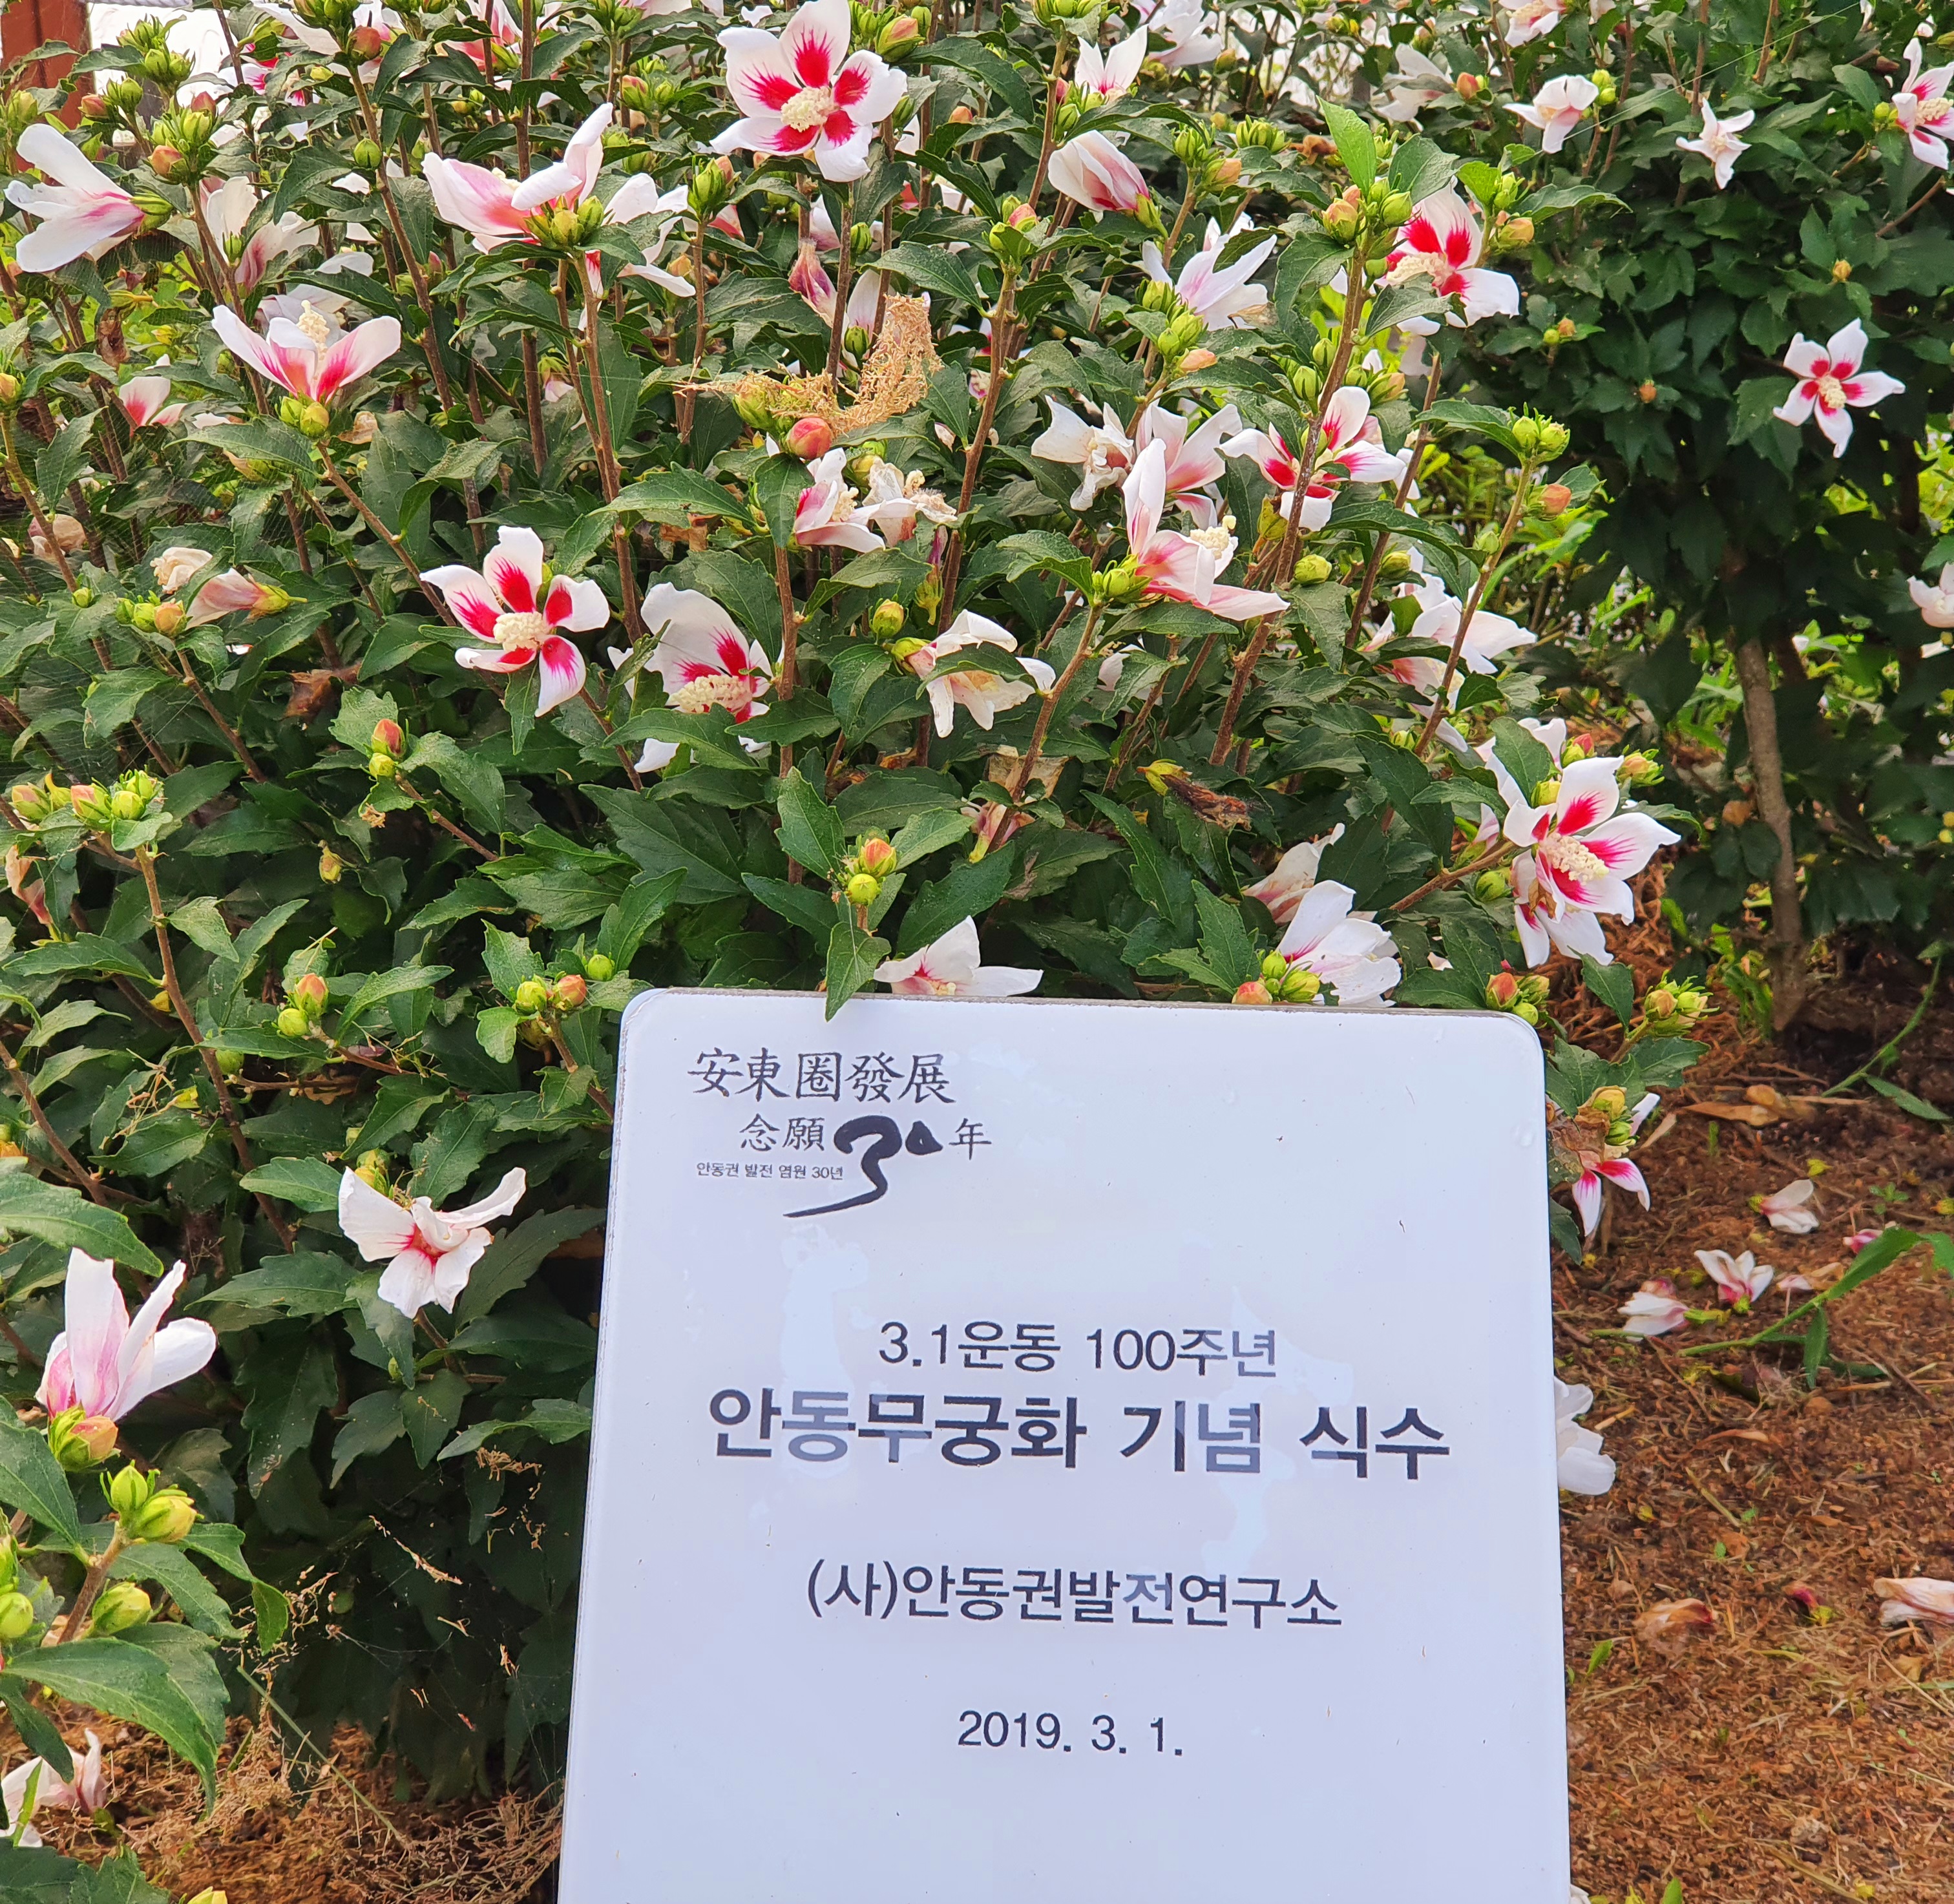 安東圈發展
念願30年
안동권 발전 염원 30년
3.1운동 100주년
안동무궁화 기념 식수
(사)안동권발전연구소
2019. 3. 1.